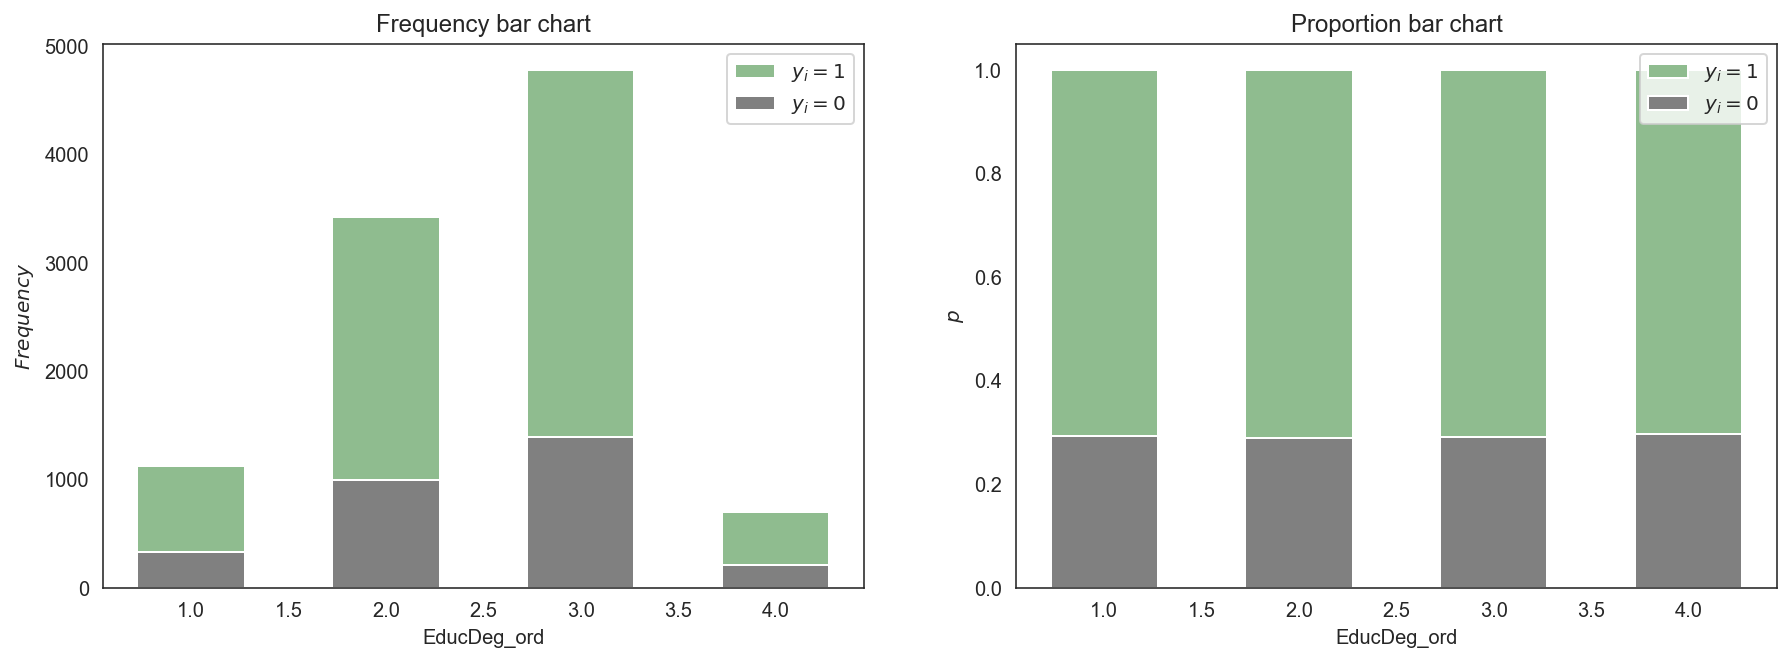 Frequency bar chart
5000
4000
3000
2000
1000
0
Frequency
1.0 1.5 2.0 2.5 3.0 3.5 4.0
EducDeg_ord
y_i = 1
y_i = 0
Proportion bar chart
1.0
0.8
0.6
0.4
0.2
0.0
p
1.0 1.5 2.0 2.5 3.0 3.5 4.0
EducDeg_ord
y_i = 1
y_i = 0